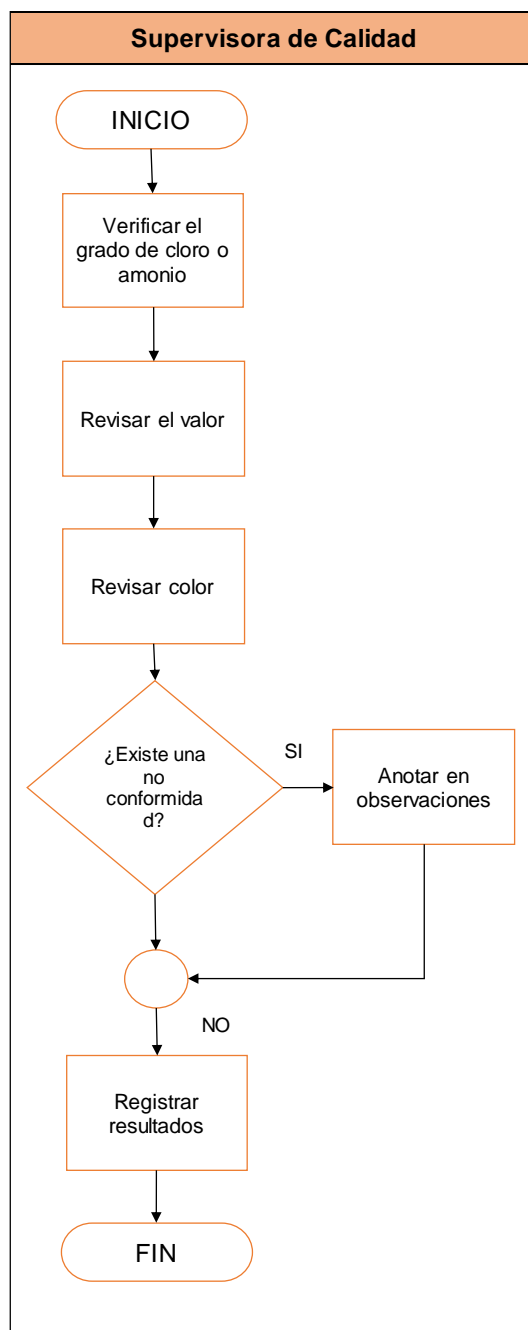 Supervisora de Calidad
INICIO
Verificar el
grado de cloro o
amonio
Revisar el valor
Revisar color
¿Existe una
no
conformida
d?
SI
Anotar en
observaciones
NO
Registrar
resultados
FIN